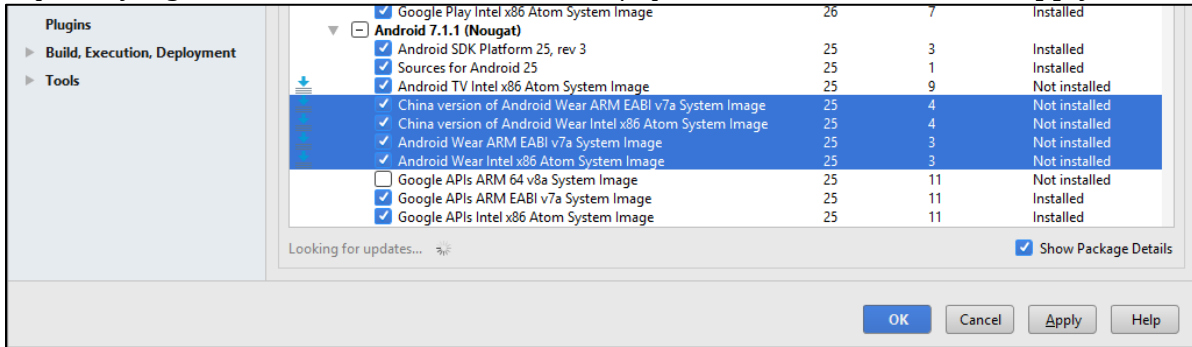 Google Play Intel x86 Atom System Image 26 7 Installed
Plugins
Android 7.1.1 (Nougat)
Build, Execution, Deployment
Android SDK Platform 25, rev 3 25 3 Installed
Sources for Android 25 25 1 Installed
Tools
Android TV Intel x86 Atom System Image 25 9 Not installed
China version of Android Wear ARM EABI v7a System Image 25 4 Not installed
China version of Android Wear Intel x86 Atom System Image 25 4 Not installed
Android Wear ARM EABI v7a System Image 25 3 Not installed
Android Wear Intel x86 Atom System Image 25 3 Not installed
Google APIs ARM 64 v8a System Image 25 11 Not installed
Google APIs ARM EABI v7a System Image 25 11 Installed
Google APIs Intel x86 Atom System Image 25 11 Installed
Looking for updates... Show Package Details
OK Cancel Apply Help